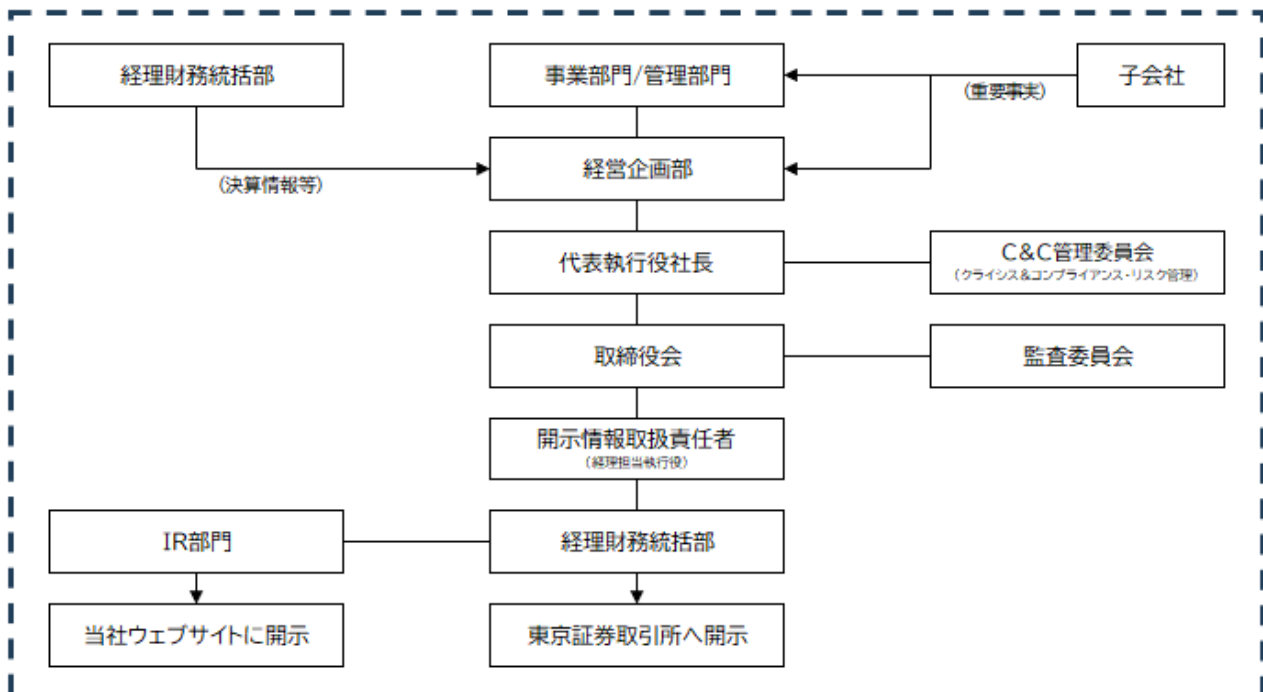 経理財務統括部
事業部門/管理部門
子会社
(重要事実)
経営企画部
(決算情報等)
代表執行役社長
C&C管理委員会
(クライシス&コンプライアンス・リスク管理)
取締役会
監査委員会
開示情報取扱責任者
(経理担当執行役)
IR部門
経理財務統括部
当社ウェブサイトに開示
東京証券取引所へ開示